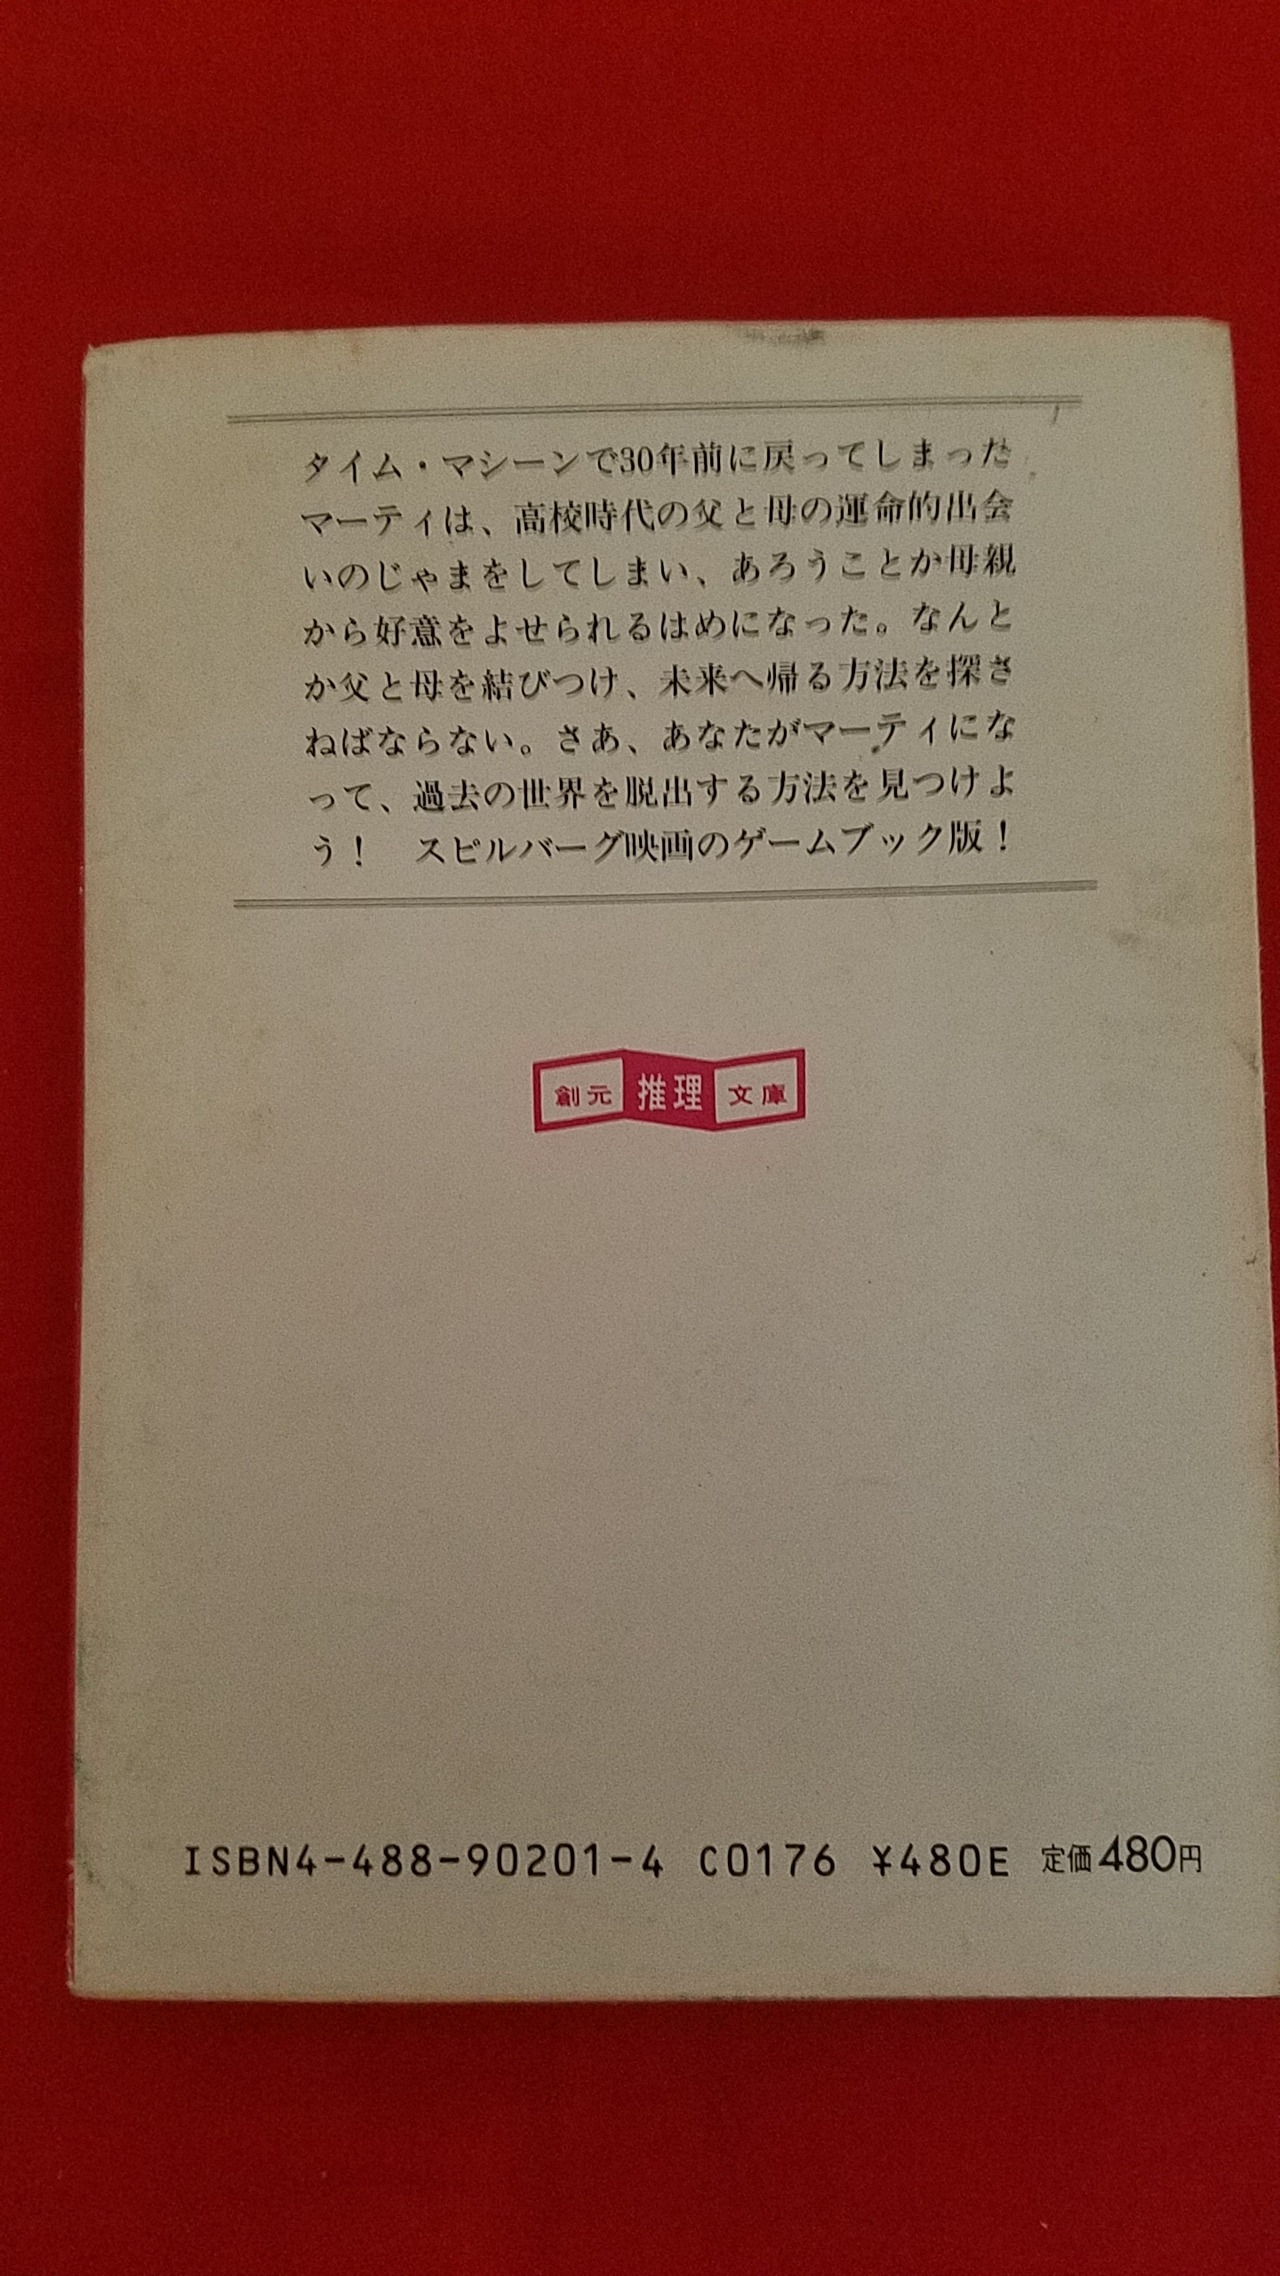 タイム・マシーンで30年前に戻ってしまった
マーティは、高校時代の父と母の運命的出会
いのじゃまをしてしまい、あろうことか母親
から好意をよせられるはめになった。なんと
か父と母を結びつけ、未来へ帰る方法を探さ
ねばならない。さあ、あなたがマーティにな
って、過去の世界を脱出する方法を見つけよ
う！　スピルバーグ映画のゲームブック版！
創元 推理 文庫
ISBN4-488-90201-4 C0176 ¥480E 定価480円